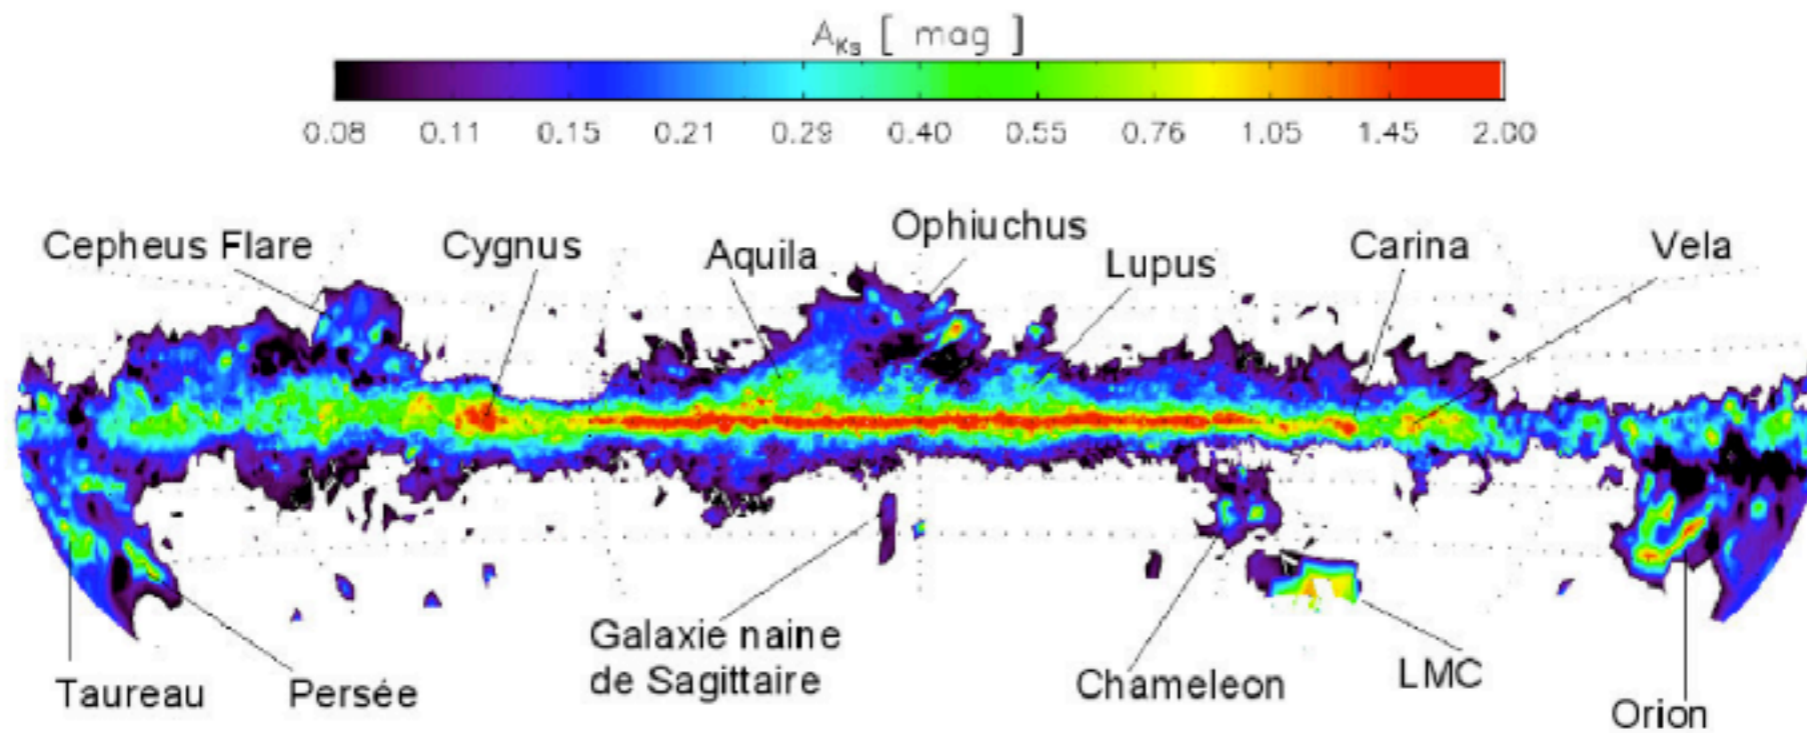 A_Ks [ mag ]
0.08 0.11 0.15 0.21 0.29 0.40 0.55 0.76 1.05 1.45 2.00
Cepheus Flare Cygnus Aquila Ophiuchus Lupus Carina Vela
Galaxie naine
de Sagittaire
Taureau Persée Chameleon LMC Orion